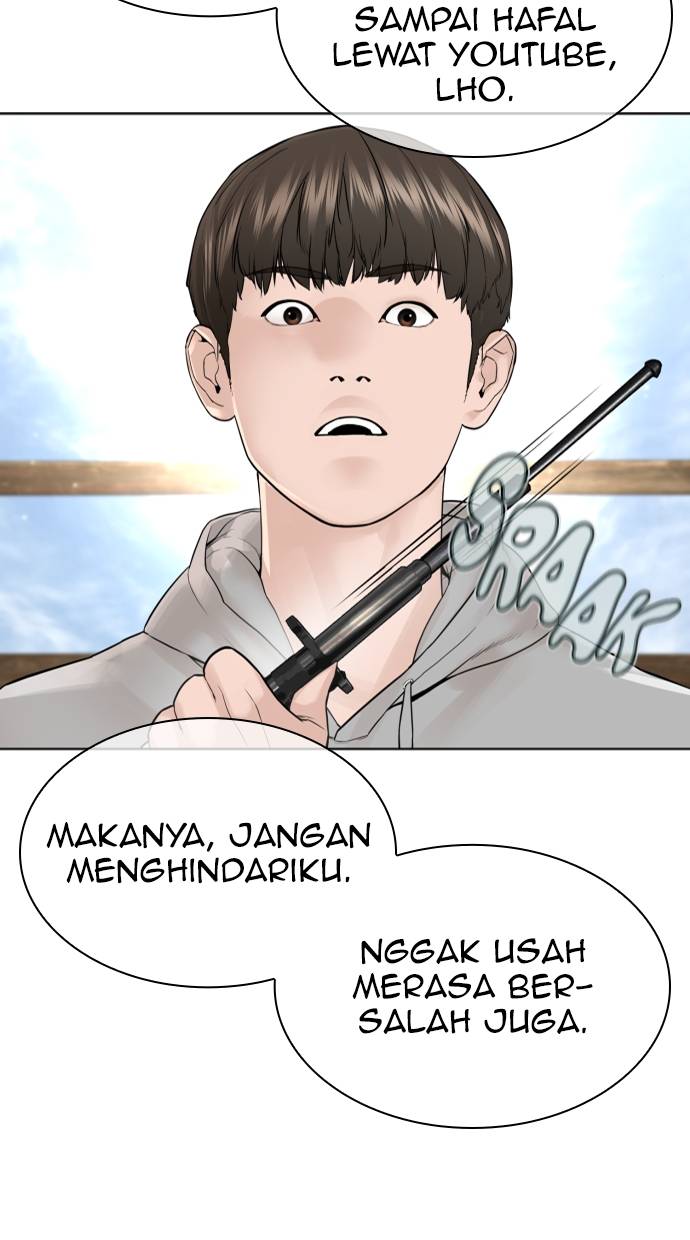 SAMPAI HAFAL
LEWAT YOUTUBE,
LHO.
SRAAK
MAKANYA, JANGAN
MENGHINDARIKU.
NGGAK USAH
MERASA BER-
SALAH JUGA.